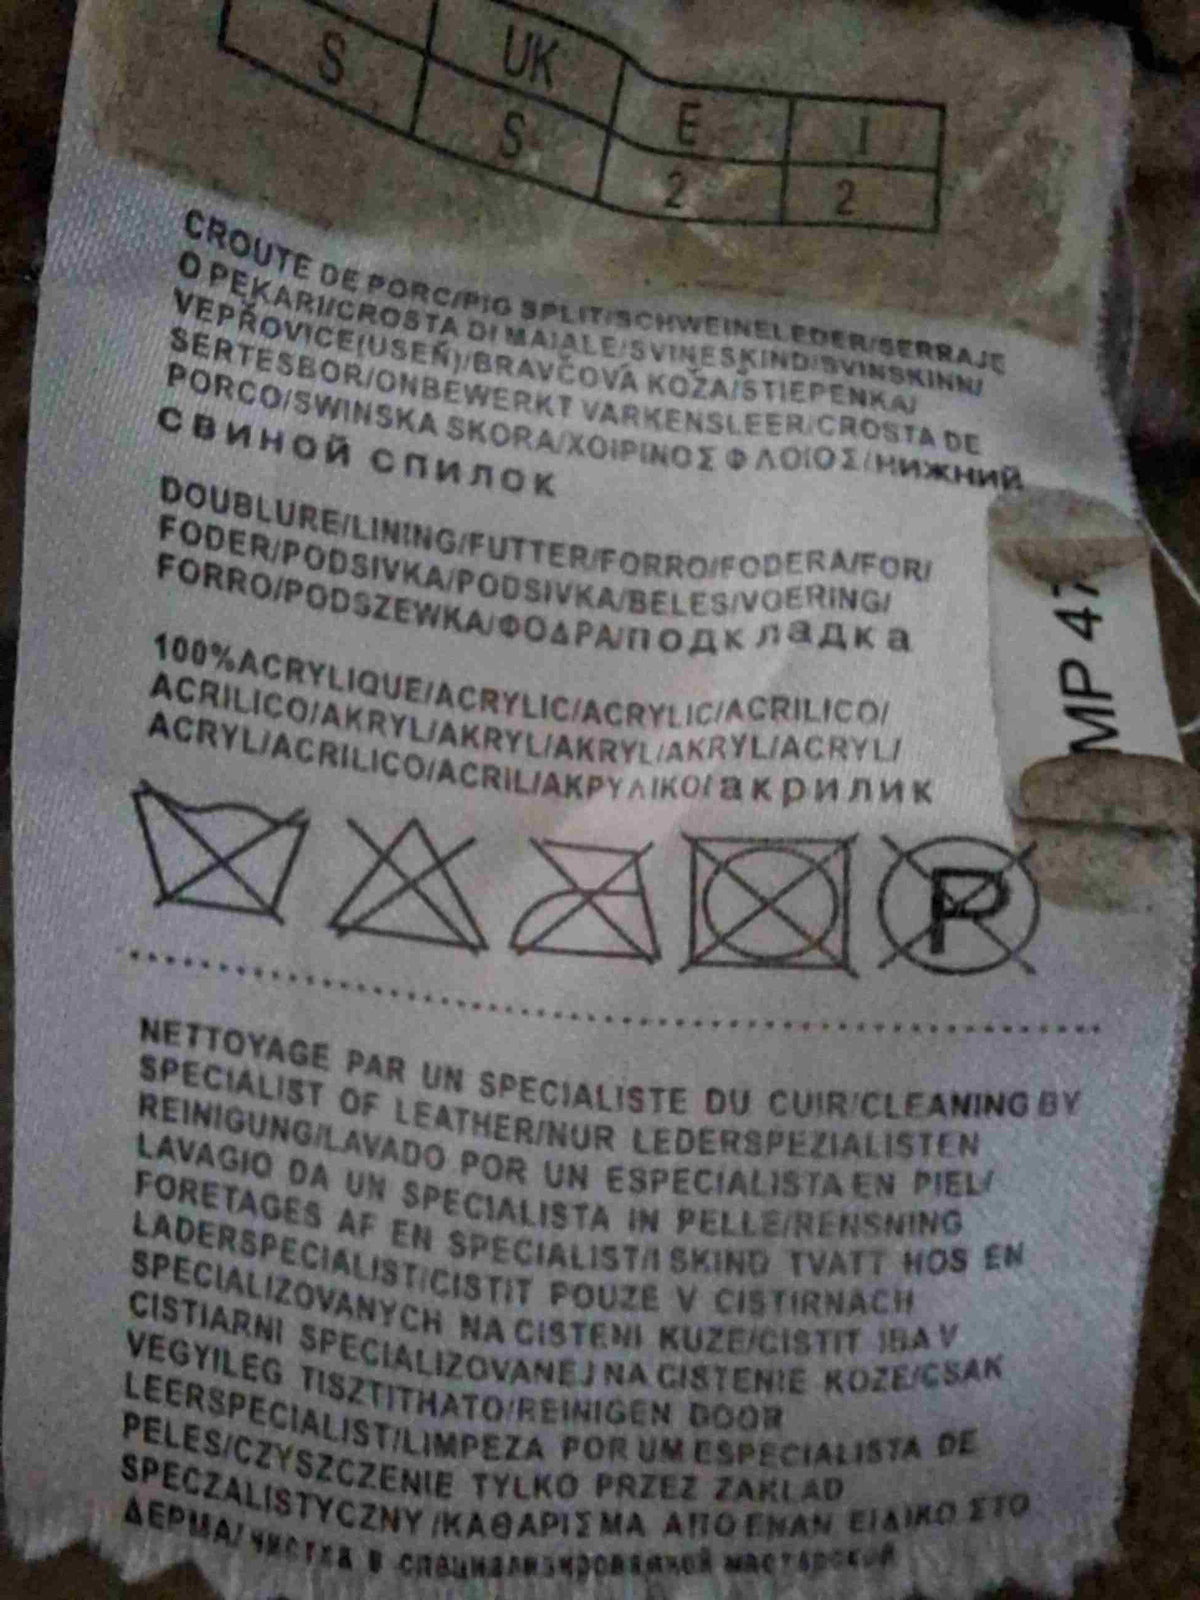 UK E I
S S 2 2
CROUTE DE PORC/PIG SPLIT/SCHWEINELEDER/SERRAJE
O PĘKARI/CROSTA DI MAIALE/SVINESKIND/SVINSKINN/
VEPŘOVICE(USEŇ)/BRAVČOVÁ KOŽA/STIEPENKA/
SERTESBOR/ONBEWERKT VARKENSLEER/CROSTA DE
PORCO/SWINSKA SKORA/ΧΟΙΡΙΝΟΣ ΦΛΟΙΟΣ/НИЖНИЙ
СВИНОЙ СПИЛОК
DOUBLURE/LINING/FUTTER/FORRO/FODERA/FOR/
FODER/PODSIVKA/PODSIVKA/BELES/VOERING/
FORRO/PODSZEWKA/ΦΟΔΡΑ/подкладка
100%ACRYLIQUE/ACRYLIC/ACRYLIC/ACRILICO/
ACRILICO/AKRYL/AKRYL/AKRYL/AKRYL/ACRYL/
ACRYL/ACRILICO/ACRIL/ΑΚΡΥΛΙΚΟ/акрилик
MP 47
P
NETTOYAGE PAR UN SPECIALISTE DU CUIR/CLEANING BY
SPECIALIST OF LEATHER/NUR LEDERSPEZIALISTEN
REINIGUNG/LAVADO POR UN ESPECIALISTA EN PIEL/
LAVAGIO DA UN SPECIALISTA IN PELLE/RENSNING
FORETAGES AF EN SPECIALIST/I SKIND TVATT HOS EN
LADERSPECIALIST/CISTIT POUZE V CISTIRNACH
SPECIALIZOVANYCH NA CISTENI KUZE/CISTIT IBA V
CISTIARNI SPECIALIZOVANEJ NA CISTENIE KOZE/CSAK
VEGYILEG TISZTITHATO/REINIGEN DOOR
LEERSPECIALIST/LIMPEZA POR UM ESPECIALISTA DE
PELES/CZYSZCZENIE TYLKO PRZEZ ZAKLAD
SPECZALISTYCZNY/ΚΑΘΑΡΙΣΜΑ ΑΠΟ ΕΝΑΝ ΕΙΔΙΚΟ ΣΤΟ
ΔΕΡΜΑ/чистка в специализированной мастерской